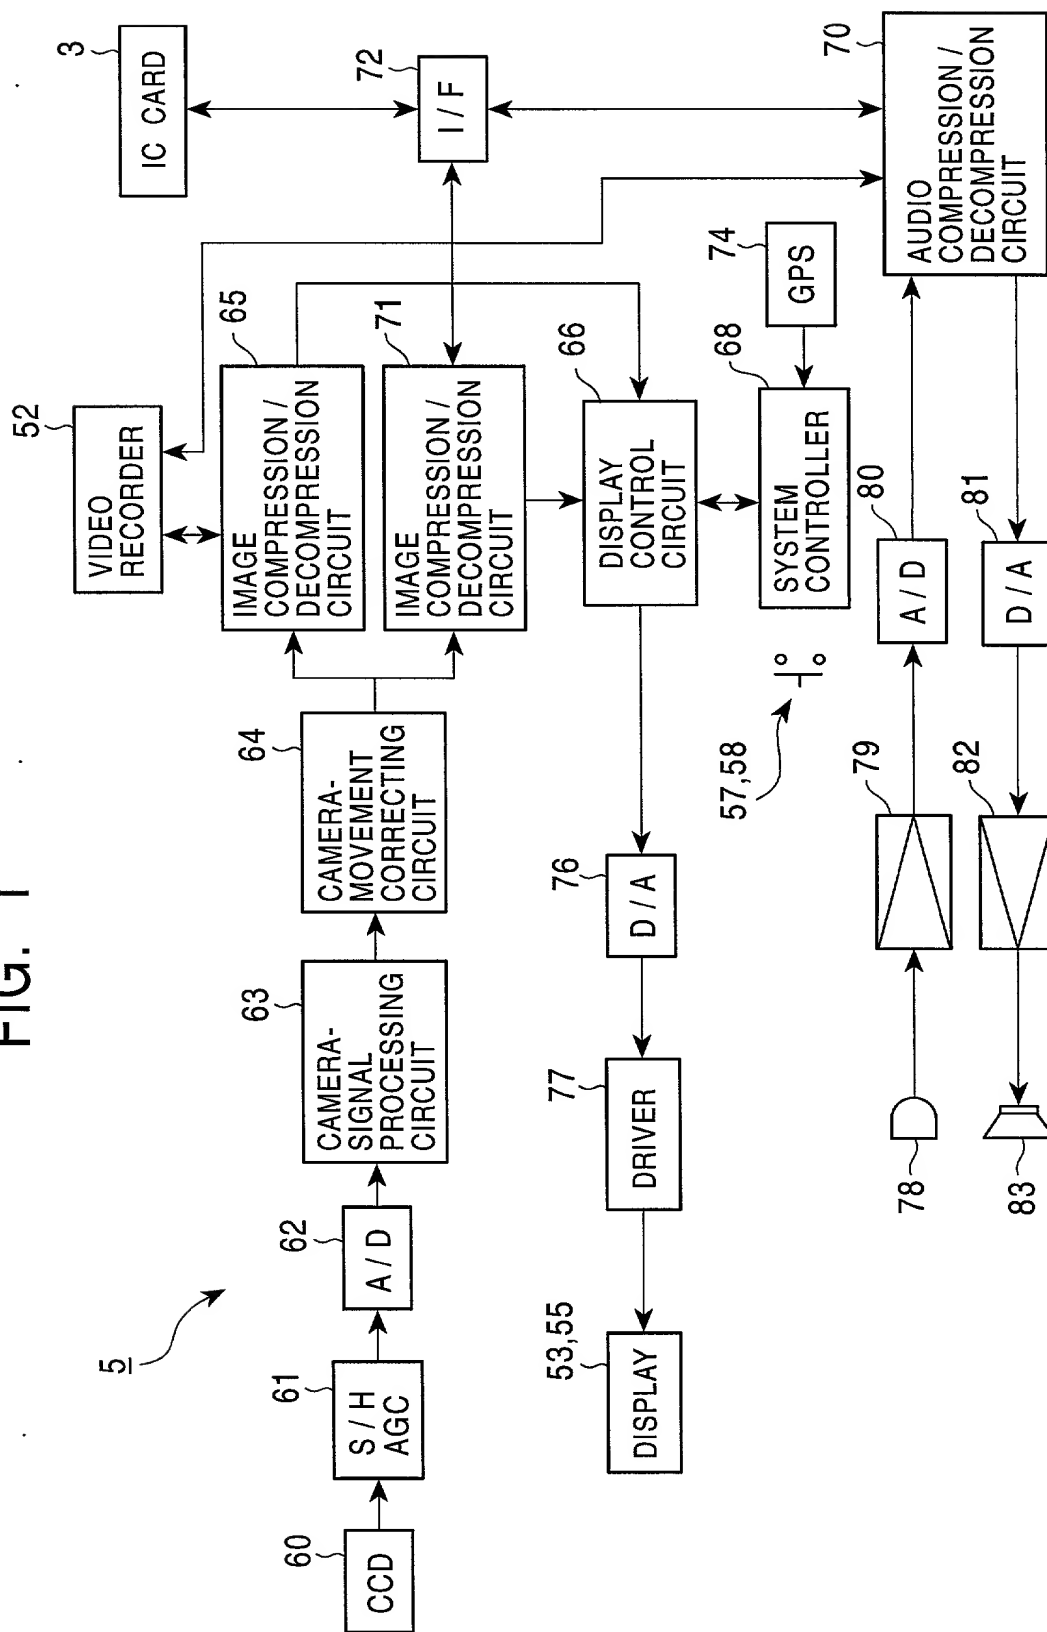 FIG. 1
5
60
CCD
61
S / H
AGC
62
A / D
63
CAMERA-
SIGNAL
PROCESSING
CIRCUIT
64
CAMERA-
MOVEMENT
CORRECTING
CIRCUIT
52
VIDEO
RECORDER
65
IMAGE
COMPRESSION /
DECOMPRESSION
CIRCUIT
71
IMAGE
COMPRESSION /
DECOMPRESSION
CIRCUIT
3
IC CARD
72
I / F
53,55
DISPLAY
77
DRIVER
76
D / A
66
DISPLAY
CONTROL
CIRCUIT
57,58
68
SYSTEM
CONTROLLER
74
GPS
78
79
80
A / D
70
AUDIO
COMPRESSION /
DECOMPRESSION
CIRCUIT
83
82
81
D / A